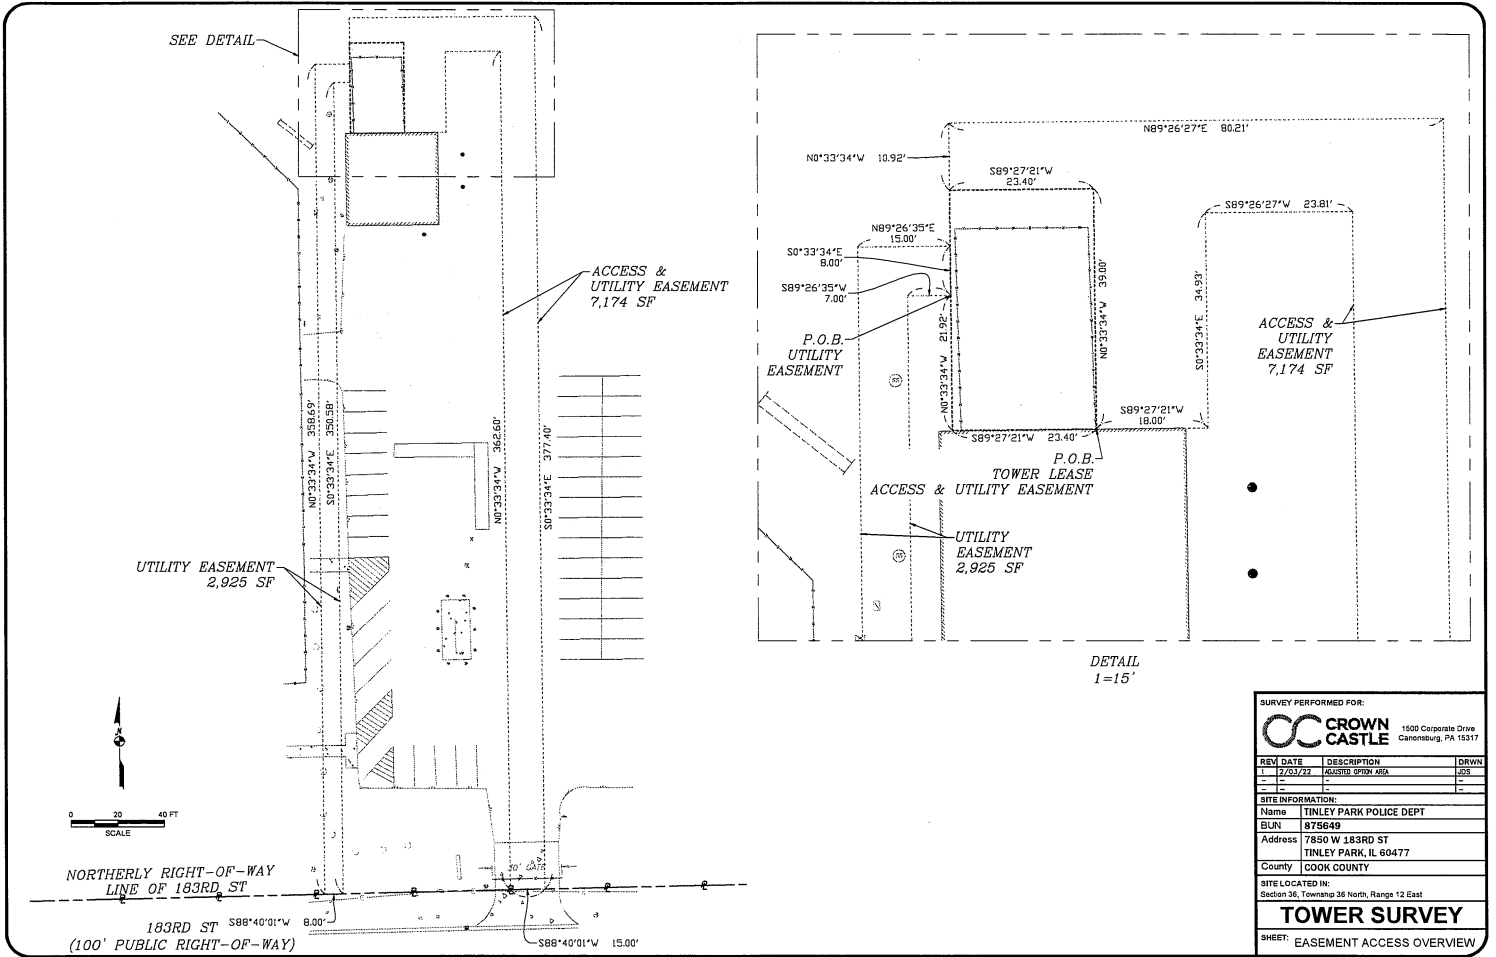 SEE DETAIL
ACCESS &
UTILITY EASEMENT
7,174 SF
N0°33'34"W 358.69'
S0°33'34"E 350.58'
N0°33'34"W 362.60'
S0°33'34"E 377.40'
UTILITY EASEMENT
2,925 SF
N
0 20 40 FT
SCALE
30' GATE
NORTHERLY RIGHT-OF-WAY
LINE OF 183RD ST
183RD ST
(100' PUBLIC RIGHT-OF-WAY)
S88°40'01"W 8.00'
S88°40'01"W 15.00'
N89°26'27"E 80.21'
N0°33'34"W 10.92'
S89°27'21"W
23.40'
S89°26'27"W 23.81'
N89°26'35"E
15.00'
S0°33'34"E
8.00'
S89°26'35"W
7.00'
P.O.B.
UTILITY
EASEMENT
N0°33'34"W 21.92'
N0°33'34"W 39.00'
S0°33'34"E 34.93'
ACCESS &
UTILITY
EASEMENT
7,174 SF
S89°27'21"W
18.00'
S89°27'21"W 23.40'
P.O.B.
TOWER LEASE
ACCESS & UTILITY EASEMENT
UTILITY
EASEMENT
2,925 SF
DETAIL
1=15'
SURVEY PERFORMED FOR:
CROWN
CASTLE
1500 Corporate Drive
Canonsburg, PA 15317
REV DATE DESCRIPTION DRWN
1 2/03/22 ADJUSTED OPTION AREA JDS
- - - -
- - - -
SITE INFORMATION:
Name TINLEY PARK POLICE DEPT
BUN 875649
Address 7850 W 183RD ST
TINLEY PARK, IL 60477
County COOK COUNTY
SITE LOCATED IN:
Section 36, Township 36 North, Range 12 East
TOWER SURVEY
SHEET: EASEMENT ACCESS OVERVIEW